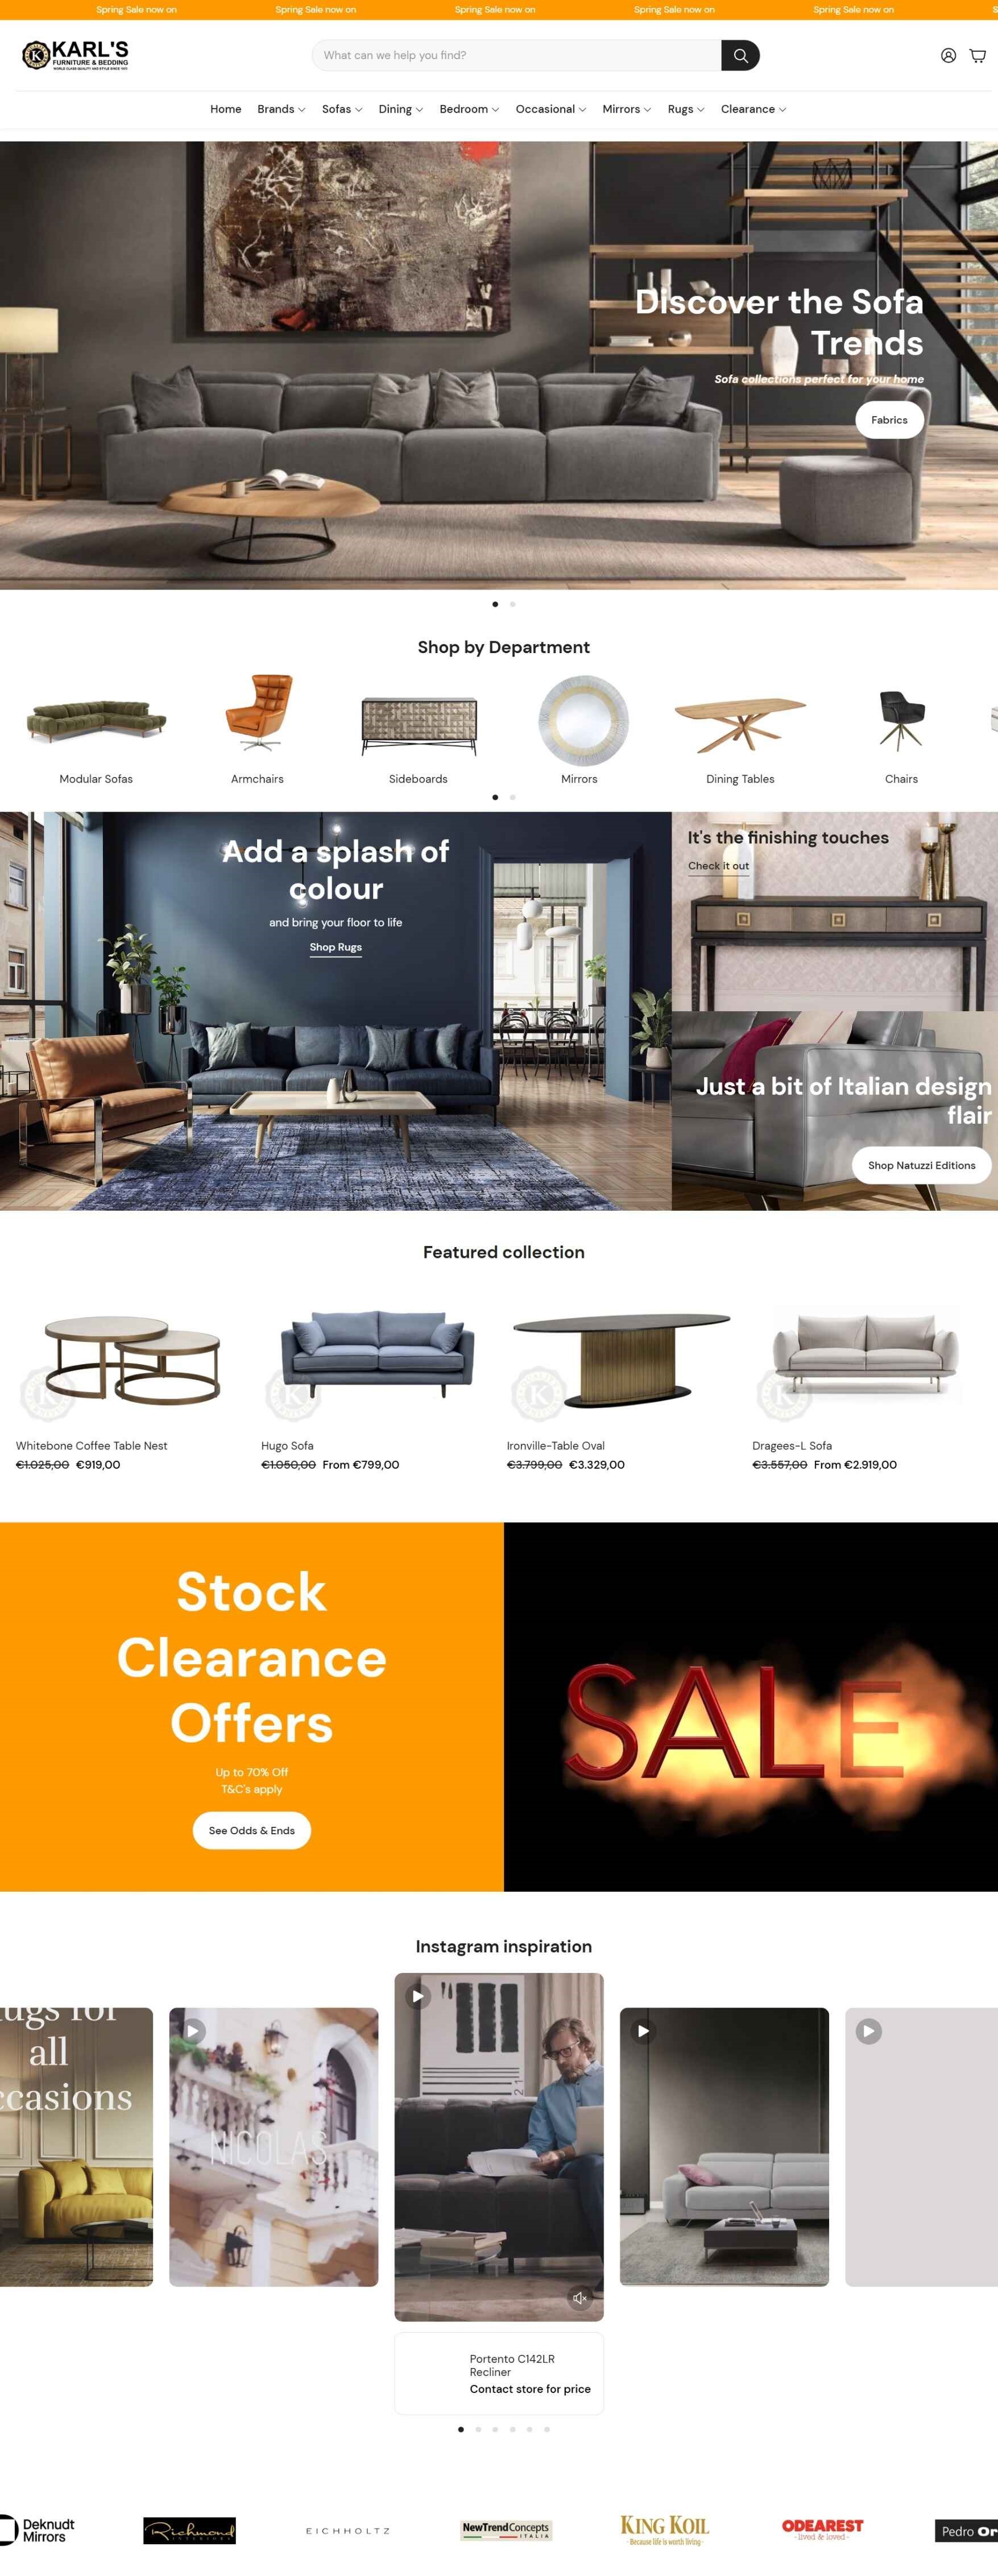 Spring Sale now on Spring Sale now on Spring Sale now on Spring Sale now on Spring Sale now on
KARL'S
FURNITURE & BEDDING
WORLD CLASS QUALITY AND STYLE SINCE 1977
What can we help you find?
Home Brands Sofas Dining Bedroom Occasional Mirrors Rugs Clearance
Discover the Sofa
Trends
Sofa collections perfect for your home
Fabrics
Shop by Department
Modular Sofas Armchairs Sideboards Mirrors Dining Tables Chairs
Add a splash of
colour
and bring your floor to life
Shop Rugs
It's the finishing touches
Check it out
Just a bit of Italian design
flair
Shop Natuzzi Editions
Featured collection
Whitebone Coffee Table Nest
€1.025,00 €919,00
Hugo Sofa
€1.050,00 From €799,00
Ironville-Table Oval
€3.799,00 €3.329,00
Dragees-L Sofa
€3.557,00 From €2.919,00
Stock
Clearance
Offers
Up to 70% Off
T&C's apply
See Odds & Ends
SALE
Instagram inspiration
all
NICOLAS
Portento C142LR
Recliner
Contact store for price
Deknudt
Mirrors
Richmond
INTERIORS
EICHHOLTZ
NewTrendConcepts
ITALIA
KING KOIL
Because life is worth living
ODEAREST
lived & loved
Pedro Or